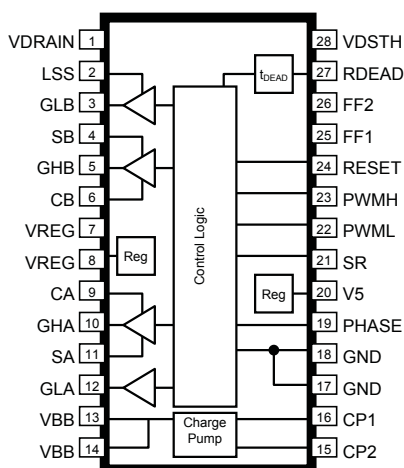 VDRAIN 1
LSS 2
GLB 3
SB 4
GHB 5
CB 6
VREG 7
VREG 8
CA 9
GHA 10
SA 11
GLA 12
VBB 13
VBB 14
tDEAD
Control Logic
Reg
Reg
Charge
Pump
28 VDSTH
27 RDEAD
26 FF2
25 FF1
24 RESET
23 PWMH
22 PWML
21 SR
20 V5
19 PHASE
18 GND
17 GND
16 CP1
15 CP2